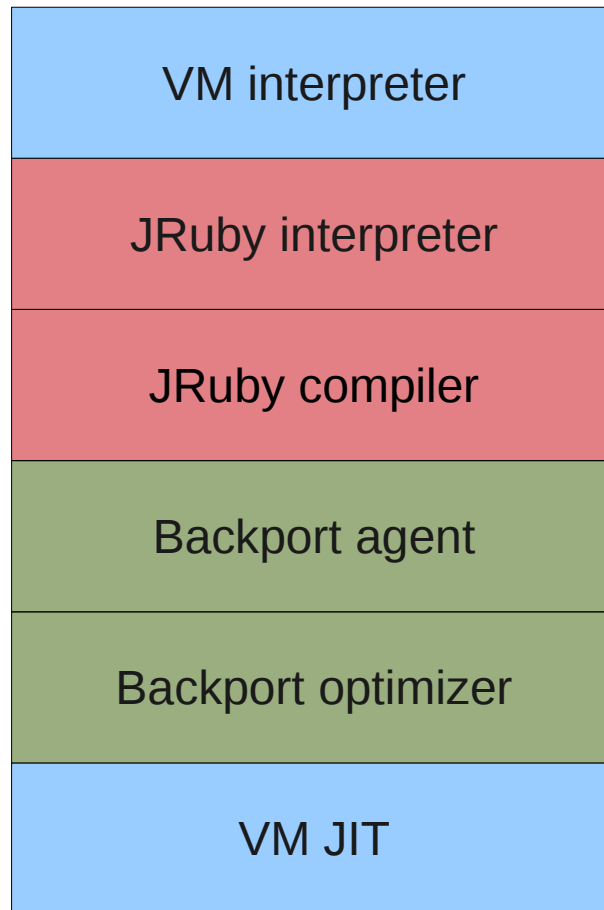 VM interpreter
JRuby interpreter
JRuby compiler
Backport agent
Backport optimizer
VM JIT